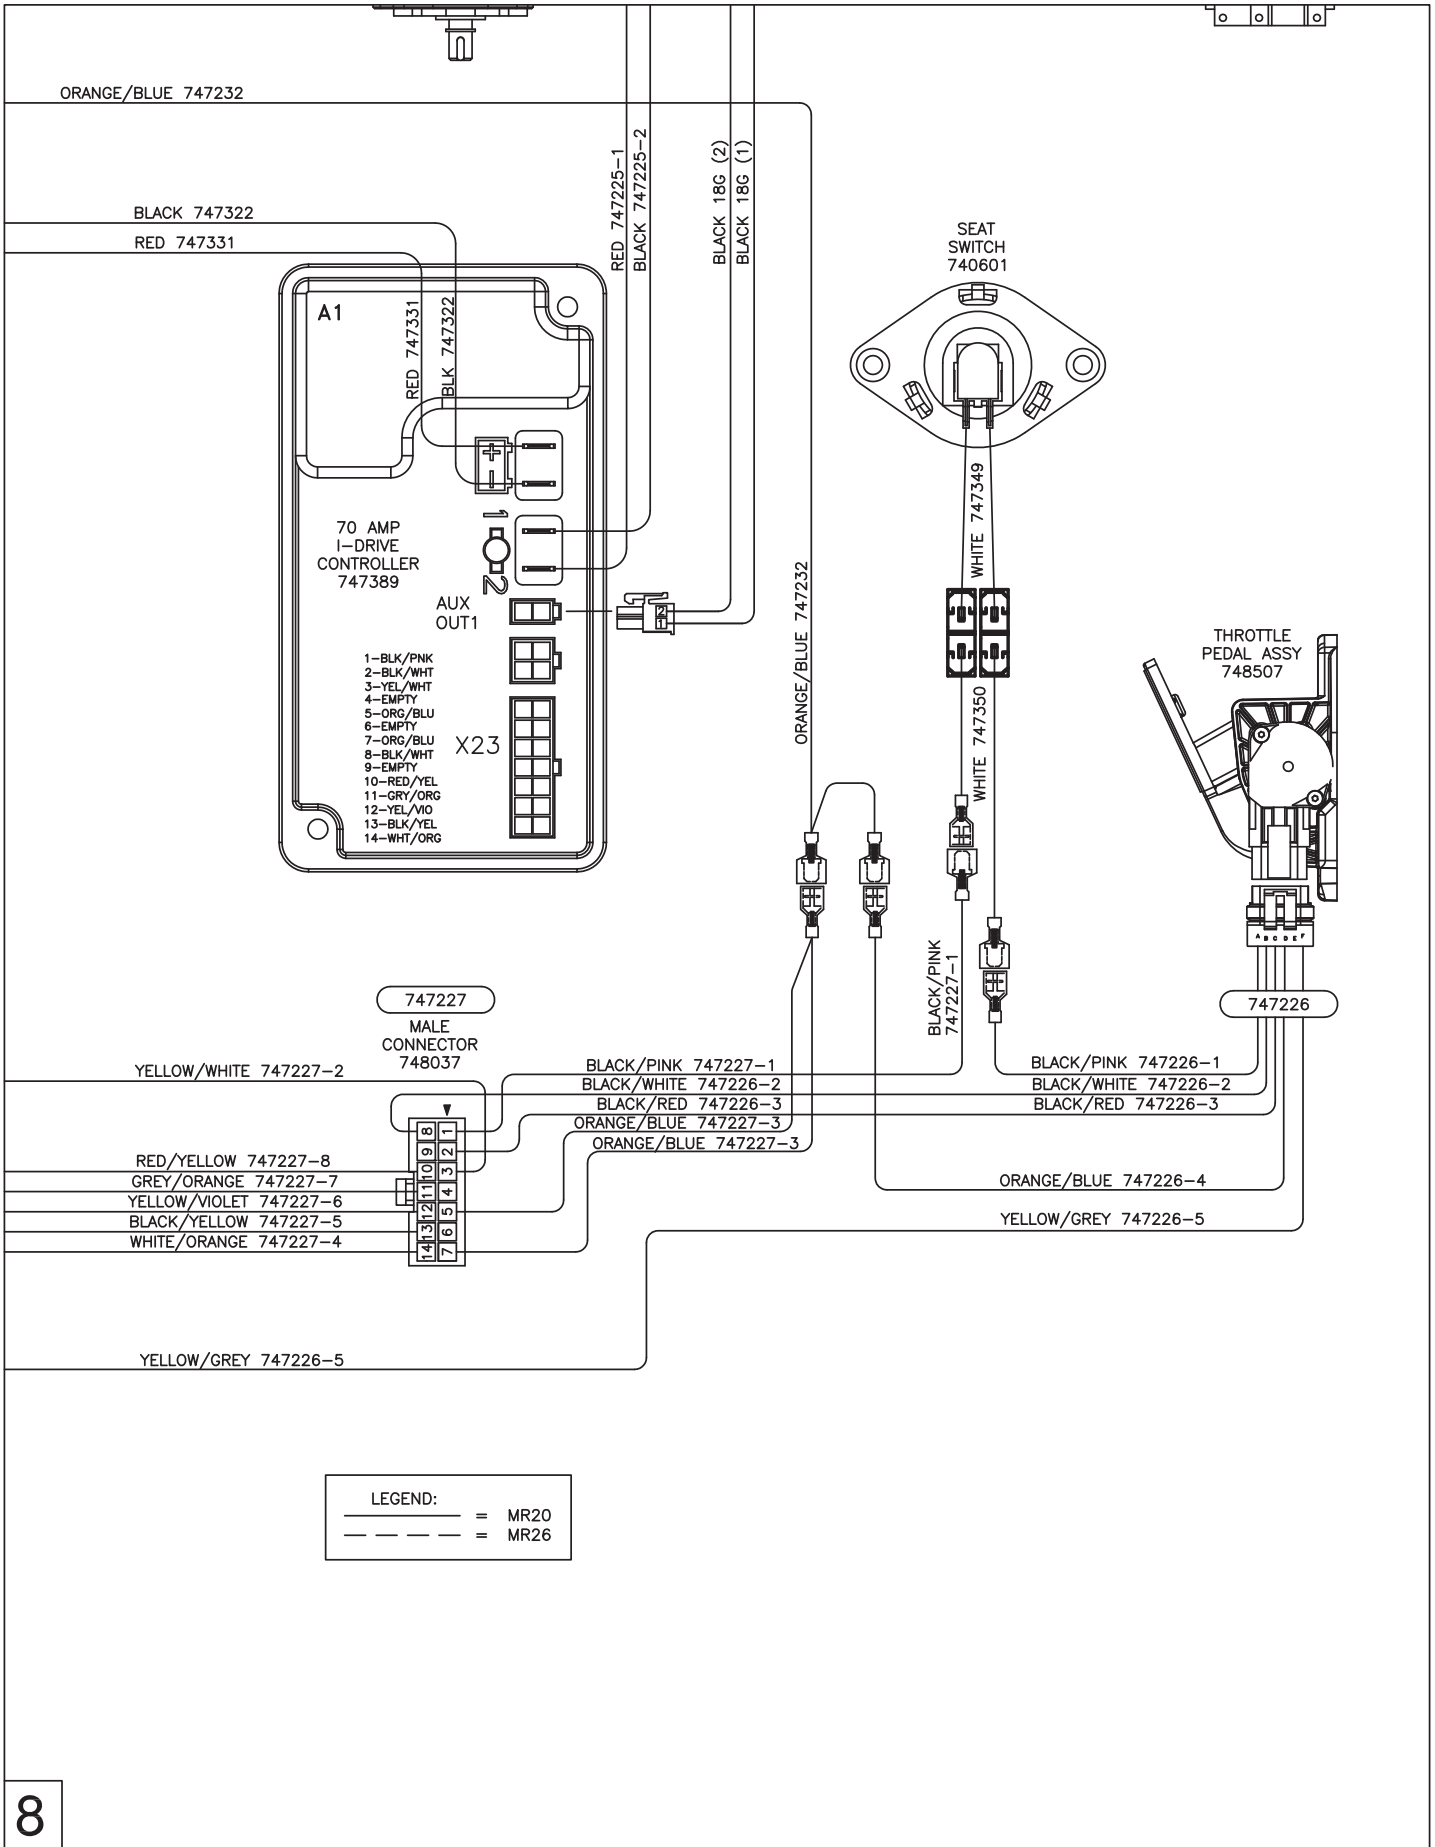 ORANGE/BLUE 747232
BLACK 747322
RED 747331
RED 747225-1
BLACK 747225-2
BLACK 18G (2)
BLACK 18G (1)
SEAT
SWITCH
740601
A1
RED 747331
BLK 747322
+
-
1
2
70 AMP
I-DRIVE
CONTROLLER
747389
AUX
OUT1
2
1
1-BLK/PNK
2-BLK/WHT
3-YEL/WHT
4-EMPTY
5-ORG/BLU
6-EMPTY
7-ORG/BLU
8-BLK/WHT
9-EMPTY
10-RED/YEL
11-GRY/ORG
12-YEL/VIO
13-BLK/YEL
14-WHT/ORG
X23
ORANGE/BLUE 747232
WHITE 747349
WHITE 747350
THROTTLE
PEDAL ASSY
748507
A B C D E F
BLACK/PINK
747227-1
747227
MALE
CONNECTOR
748037
747226
YELLOW/WHITE 747227-2
BLACK/PINK 747227-1
BLACK/WHITE 747226-2
BLACK/RED 747226-3
ORANGE/BLUE 747227-3
ORANGE/BLUE 747227-3
BLACK/PINK 747226-1
BLACK/WHITE 747226-2
BLACK/RED 747226-3
8 1
9 2
10 3
11 4
12 5
13 6
14 7
RED/YELLOW 747227-8
GREY/ORANGE 747227-7
YELLOW/VIOLET 747227-6
BLACK/YELLOW 747227-5
WHITE/ORANGE 747227-4
ORANGE/BLUE 747226-4
YELLOW/GREY 747226-5
YELLOW/GREY 747226-5
LEGEND:
= MR20
= MR26
8